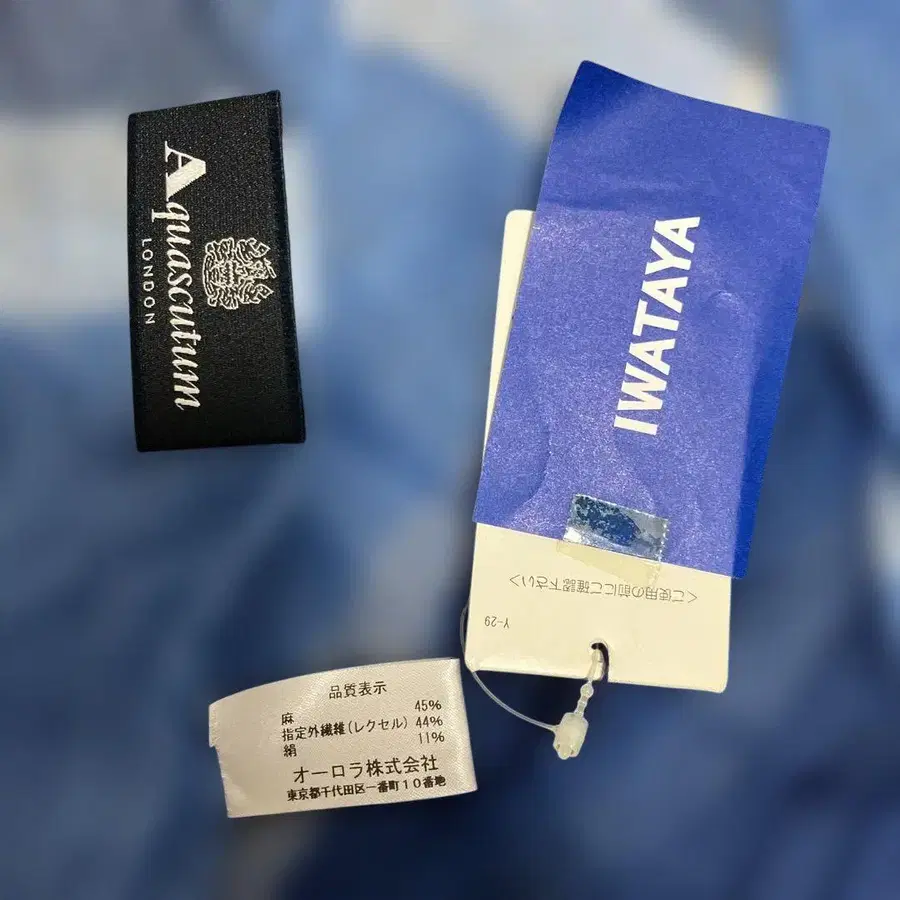 Aquascutum
LONDON
IWATAYA
<ご使用の前にご確認下さい>
Y-29
品質表示
麻 45%
指定外繊維(レクセル) 44%
絹 11%
オーロラ株式会社
東京都千代田区一番町10番地